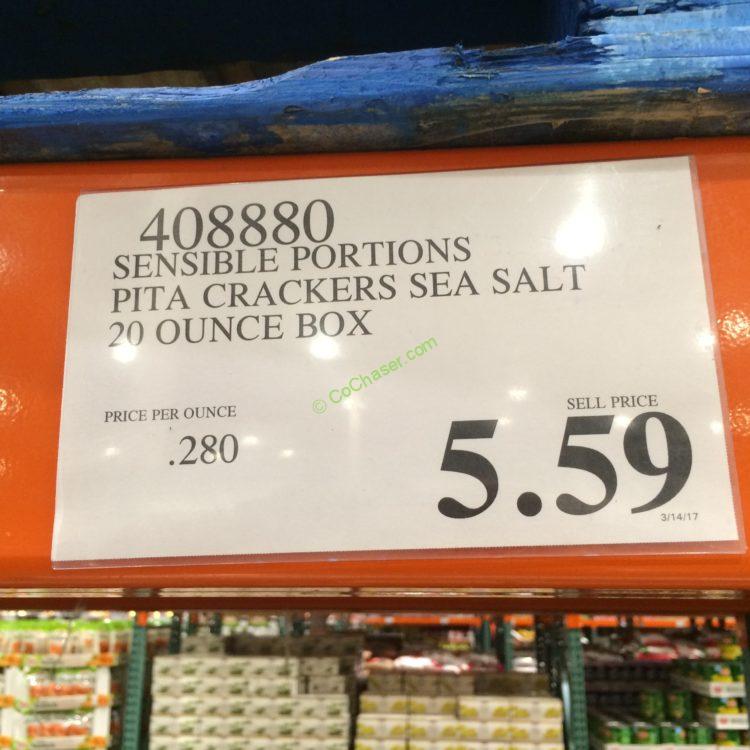 408880
SENSIBLE PORTIONS
PITA CRACKERS SEA SALT
20 OUNCE BOX
© CoChaser.com
PRICE PER OUNCE
.280
SELL PRICE
5.59
3/14/17